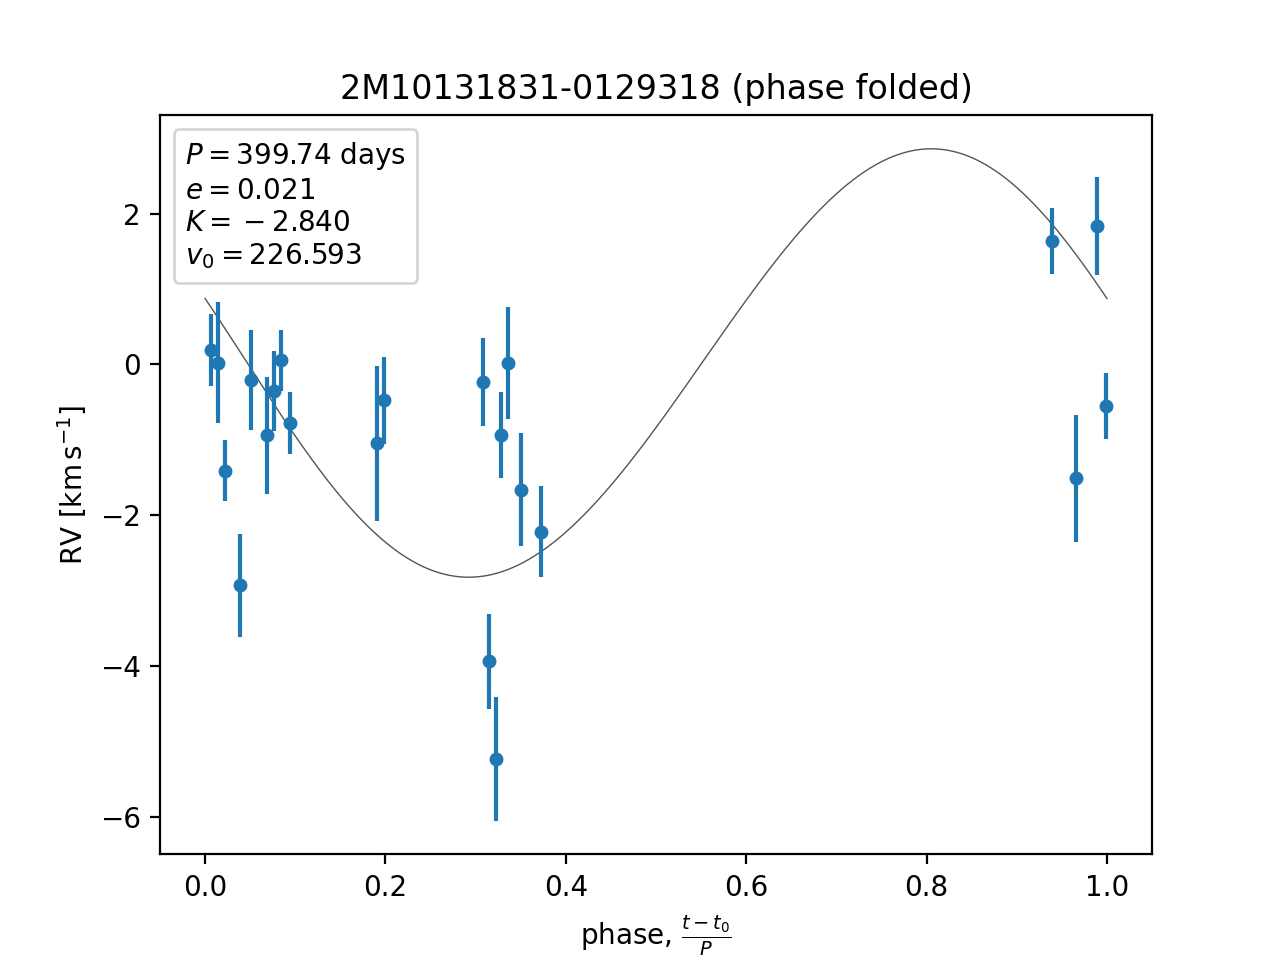 2M10131831-0129318 (phase folded)
P = 399.74 days
e = 0.021
K = −2.840
v₀ = 226.593
RV [km s⁻¹]
2
0
−2
−4
−6
0.0 0.2 0.4 0.6 0.8 1.0
phase, (t − t₀)/P